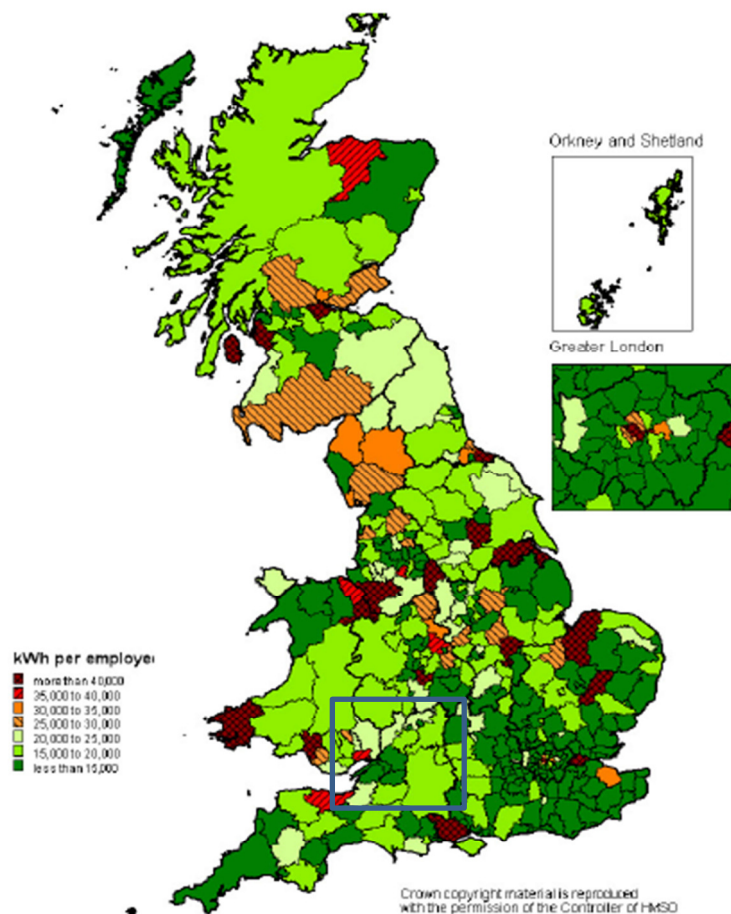 Orkney and Shetland
Greater London
kWh per employe
more than 40,000
35,000 to 40,000
30,000 to 35,000
25,000 to 30,000
20,000 to 25,000
15,000 to 20,000
less than 15,000
Crown copyright material is reproduced
with the permission of the Controller of HMSO